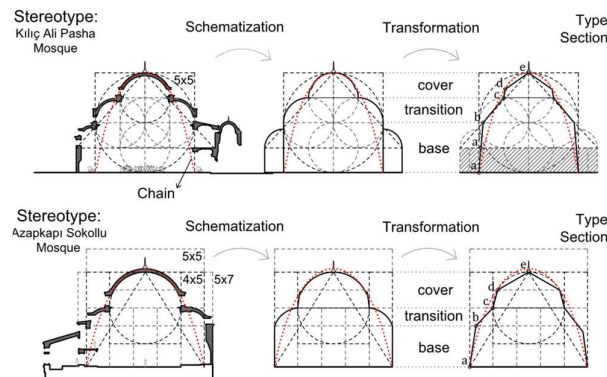 Stereotype:
Kılıç Ali Pasha
Mosque
Schematization
Transformation
Type
Section
5x5
cover
transition
base
e
d
c
b
a'
a
Chain
Stereotype:
Azapkapı Sokollu
Mosque
Schematization
Transformation
Type
Section
5x5
4x5
5x7
cover
transition
base
e
d
c
b
a